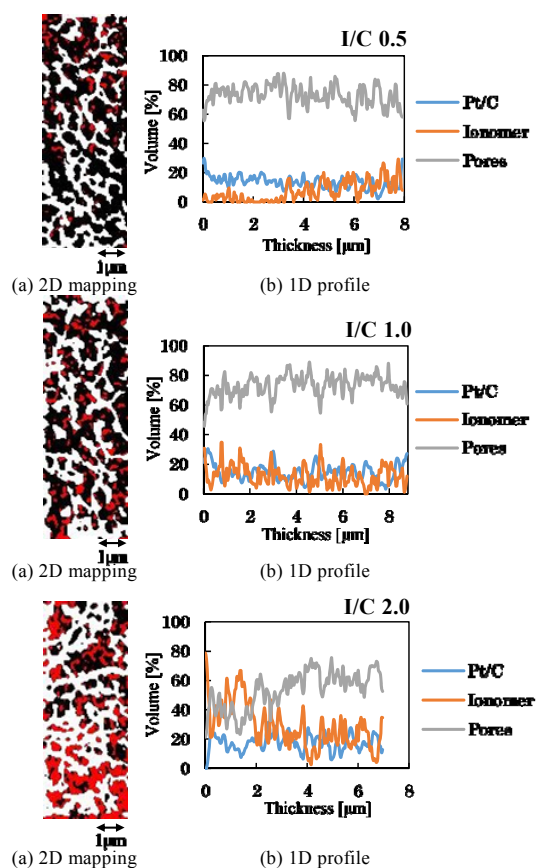 I/C 0.5
100
80
60
40
20
0
Volume [%]
0 2 4 6 8
Thickness [μm]
Pt/C
Ionomer
Pores
1μm
(a) 2D mapping (b) 1D profile
I/C 1.0
100
80
60
40
20
0
Volume [%]
0 2 4 6 8
Thickness [μm]
Pt/C
Ionomer
Pores
1μm
(a) 2D mapping (b) 1D profile
I/C 2.0
100
80
60
40
20
0
Volume [%]
0 2 4 6 8
Thickness [μm]
Pt/C
Ionomer
Pores
1μm
(a) 2D mapping (b) 1D profile